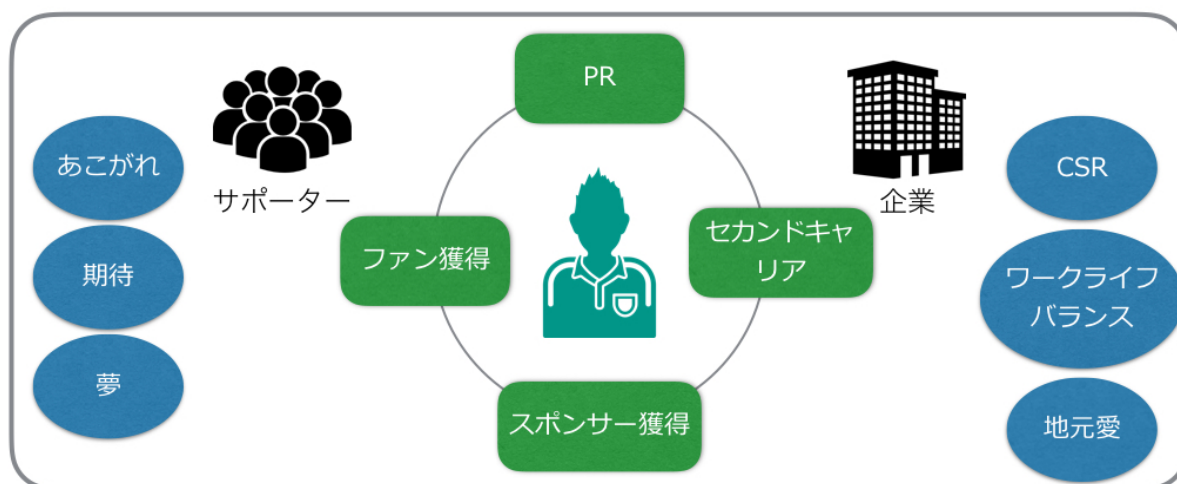 PR
サポーター
企業
あこがれ
期待
夢
ファン獲得
セカンドキャ
リア
スポンサー獲得
CSR
ワークライフ
バランス
地元愛